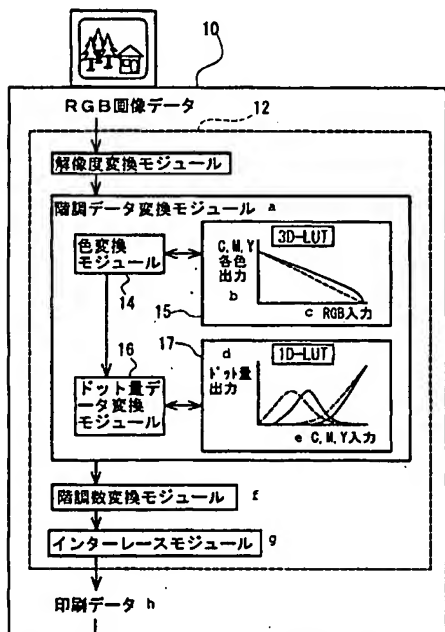 10
RGB画像データ
12
解像度変換モジュール
階調データ変換モジュール a
色変換
モジュール
14
3D-LUT
C, M, Y
各色
出力
b
15
c RGB入力
16
ドット量デ
ータ変換
モジュール
17
d
ドット量
出力
1D-LUT
e C, M, Y入力
階調数変換モジュール f
インターレースモジュール g
印刷データ h